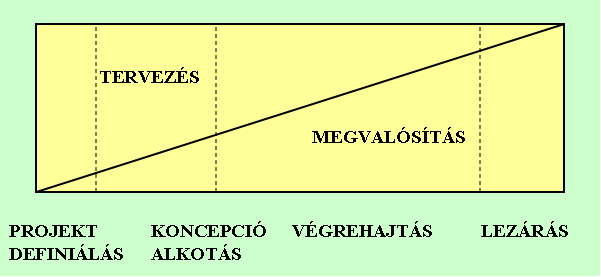 TERVEZÉS
MEGVALÓSÍTÁS
PROJEKT DEFINIÁLÁS
KONCEPCIÓ ALKOTÁS
VÉGREHAJTÁS
LEZÁRÁS